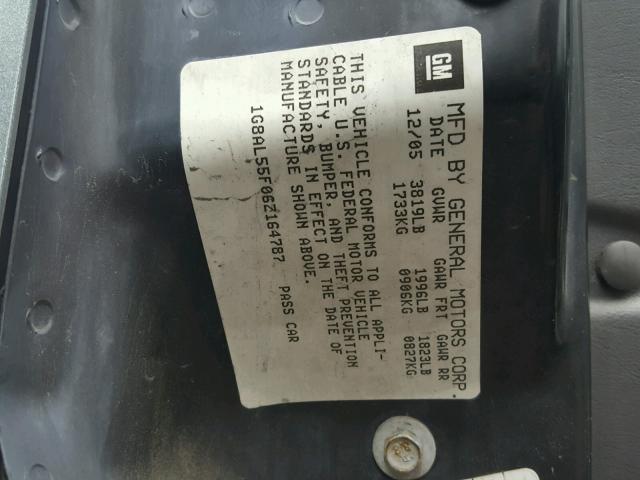 GM
MFD BY GENERAL MOTORS CORP.
DATE GVWR GAWR FRT GAWR RR
12/05 3819LB 1996LB 1823LB
1733KG 0906KG 0827KG
THIS VEHICLE CONFORMS TO ALL APPLI-
CABLE U.S. FEDERAL MOTOR VEHICLE
SAFETY, BUMPER, AND THEFT PREVENTION
STANDARDS IN EFFECT ON THE DATE OF
MANUFACTURE SHOWN ABOVE.
1G8AL55F06Z164787 PASS CAR